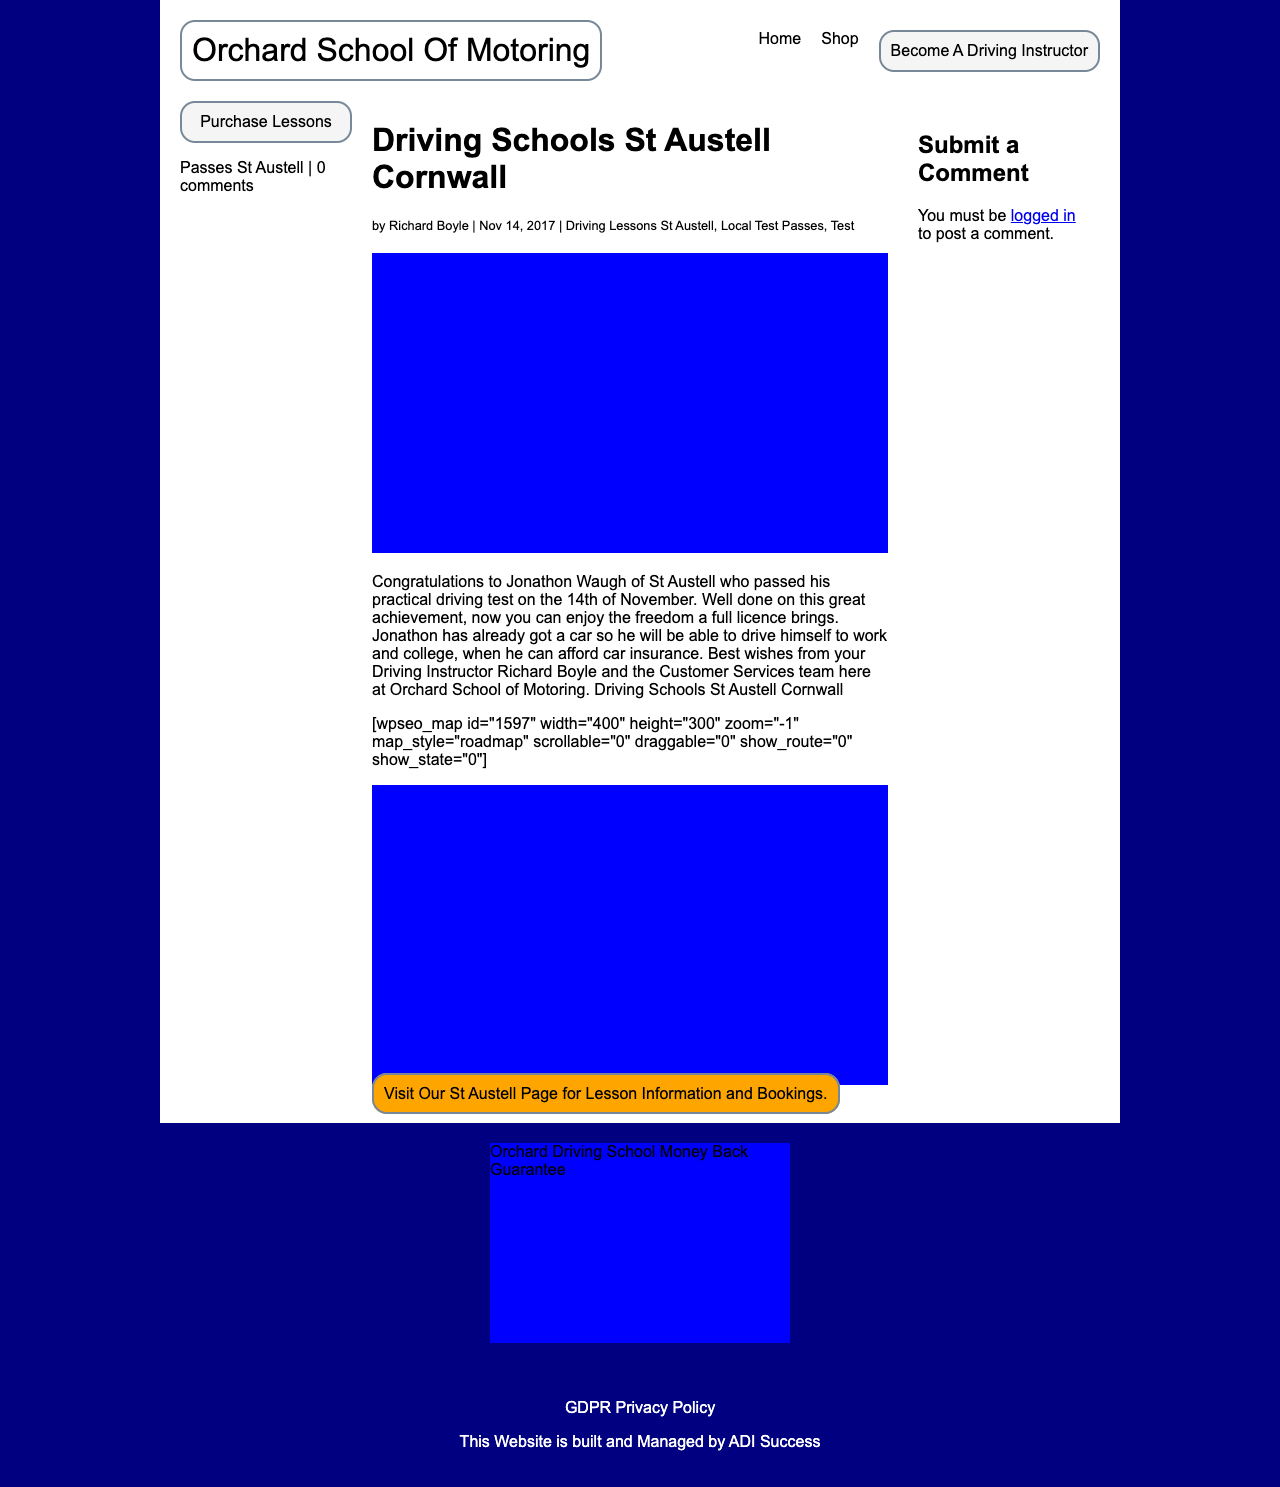 Orchard School Of Motoring
Home
Shop
Become A Driving Instructor
Purchase Lessons
Passes St Austell | 0
comments
Driving Schools St Austell
Cornwall
by Richard Boyle | Nov 14, 2017 | Driving Lessons St Austell, Local Test Passes, Test
Congratulations to Jonathon Waugh of St Austell who passed his
practical driving test on the 14th of November. Well done on this great
achievement, now you can enjoy the freedom a full licence brings.
Jonathon has already got a car so he will be able to drive himself to work
and college, when he can afford car insurance. Best wishes from your
Driving Instructor Richard Boyle and the Customer Services team here
at Orchard School of Motoring. Driving Schools St Austell Cornwall
[wpseo_map id="1597" width="400" height="300" zoom="-1"
map_style="roadmap" scrollable="0" draggable="0" show_route="0"
show_state="0"]
Visit Our St Austell Page for Lesson Information and Bookings.
Submit a
Comment
You must be logged in
to post a comment.
Orchard Driving School Money Back
Guarantee
GDPR Privacy Policy
This Website is built and Managed by ADI Success